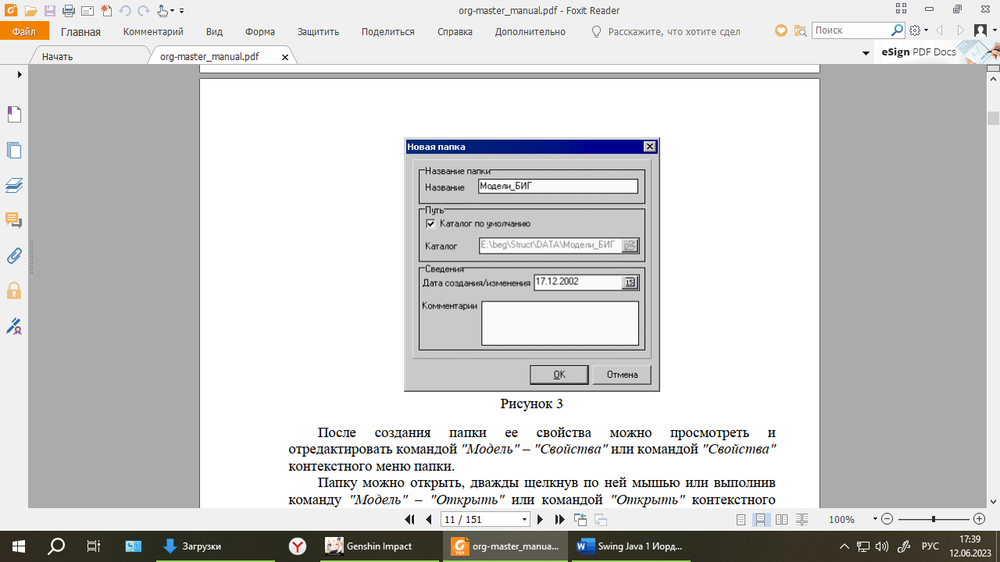 org-master_manual.pdf - Foxit Reader
Файл Главная Комментарий Вид Форма Защитить Поделиться Справка Дополнительно Расскажите, что хотите сдел Поиск
Начать org-master_manual.pdf eSign PDF Docs
Новая папка
Название папки
Название Модели_БИГ
Путь
Каталог по умолчанию
Каталог E:\beg\Struct\DATA\Модели_БИГ
Сведения
Дата создания/изменения 17.12.2002 15
Комментарии
OK Отмена
Рисунок 3
После создания папки ее свойства можно просмотреть и
отредактировать командой "Модель" – "Свойства" или командой "Свойства"
контекстного меню папки.
Папку можно открыть, дважды щелкнув по ней мышью или выполнив
команду "Модель" – "Открыть" или командой "Открыть" контекстного
11 / 151 100%
Загрузки Genshin Impact org-master_manua... Swing Java 1 Иорд... РУС 17:39
12.06.2023